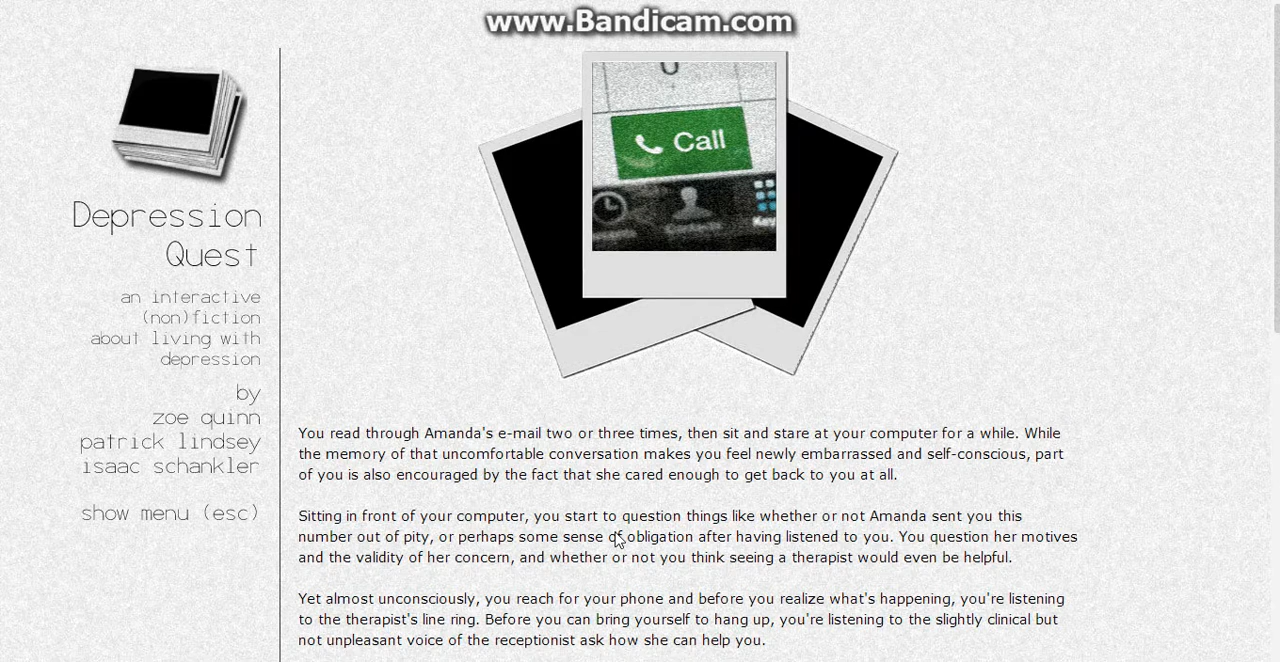 www.Bandicam.com
Call
Depression
Quest
an interactive
(non)fiction
about living with
depression
by
zoe quinn
patrick lindsey
isaac schankler
show menu (esc)
You read through Amanda's e-mail two or three times, then sit and stare at your computer for a while. While
the memory of that uncomfortable conversation makes you feel newly embarrassed and self-conscious, part
of you is also encouraged by the fact that she cared enough to get back to you at all.
Sitting in front of your computer, you start to question things like whether or not Amanda sent you this
number out of pity, or perhaps some sense of obligation after having listened to you. You question her motives
and the validity of her concern, and whether or not you think seeing a therapist would even be helpful.
Yet almost unconsciously, you reach for your phone and before you realize what's happening, you're listening
to the therapist's line ring. Before you can bring yourself to hang up, you're listening to the slightly clinical but
not unpleasant voice of the receptionist ask how she can help you.